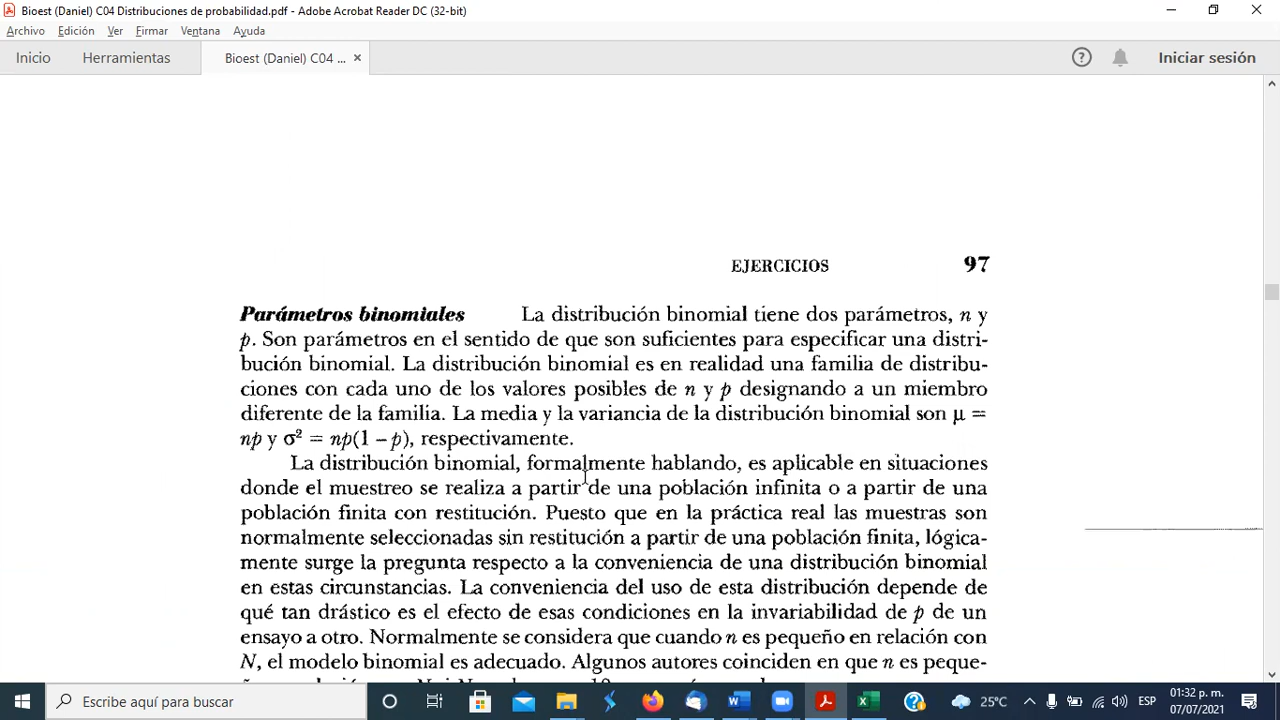 Bioest (Daniel) C04 Distribuciones de probabilidad.pdf - Adobe Acrobat Reader DC (32-bit)
Archivo Edición Ver Firmar Ventana Ayuda
Inicio Herramientas Bioest (Daniel) C04 ... × Iniciar sesión
EJERCICIOS 97
Parámetros binomiales La distribución binomial tiene dos parámetros, n y
p. Son parámetros en el sentido de que son suficientes para especificar una distri-
bución binomial. La distribución binomial es en realidad una familia de distribu-
ciones con cada uno de los valores posibles de n y p designando a un miembro
diferente de la familia. La media y la variancia de la distribución binomial son μ =
np y σ² = np(1 – p), respectivamente.
La distribución binomial, formalmente hablando, es aplicable en situaciones
donde el muestreo se realiza a partir de una población infinita o a partir de una
población finita con restitución. Puesto que en la práctica real las muestras son
normalmente seleccionadas sin restitución a partir de una población finita, lógica-
mente surge la pregunta respecto a la conveniencia de una distribución binomial
en estas circunstancias. La conveniencia del uso de esta distribución depende de
qué tan drástico es el efecto de esas condiciones en la invariabilidad de p de un
ensayo a otro. Normalmente se considera que cuando n es pequeño en relación con
N, el modelo binomial es adecuado. Algunos autores coinciden en que n es peque-
Escribe aquí para buscar 25°C ESP 01:32 p. m.
07/07/2021